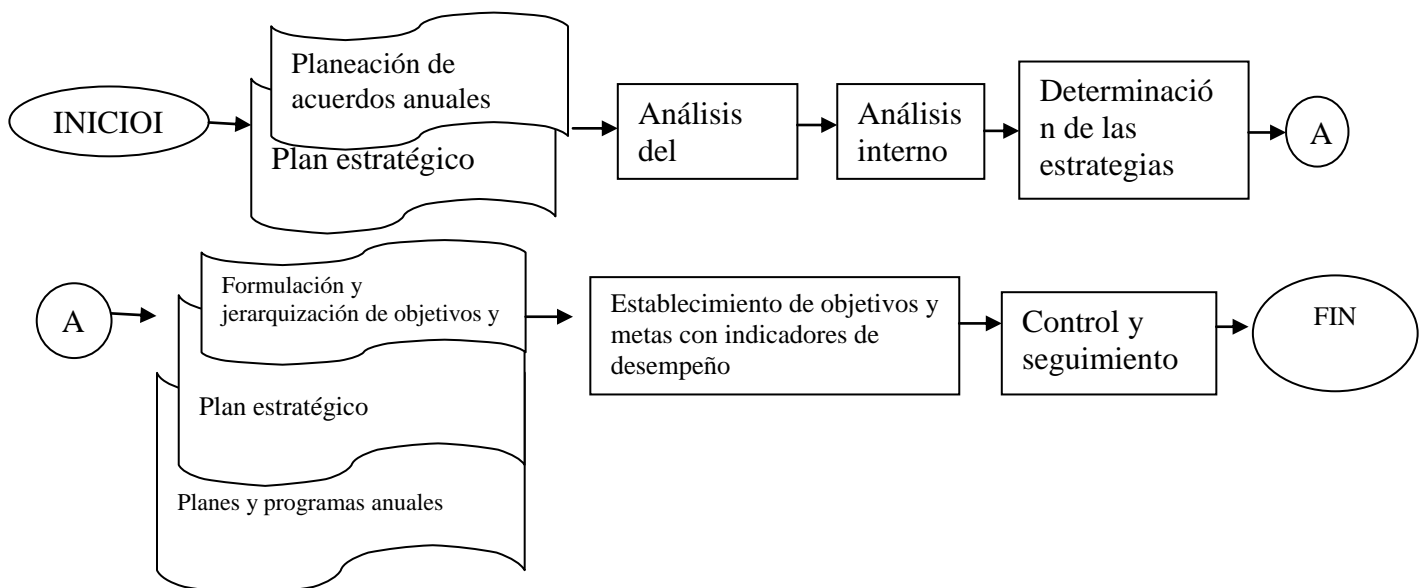 INICIOI
Planeación de
acuerdos anuales
Plan estratégico
Análisis
del
Análisis
interno
Determinació
n de las
estrategias
A
A
Formulación y
jerarquización de objetivos y
Plan estratégico
Planes y programas anuales
Establecimiento de objetivos y
metas con indicadores de
desempeño
Control y
seguimiento
FIN